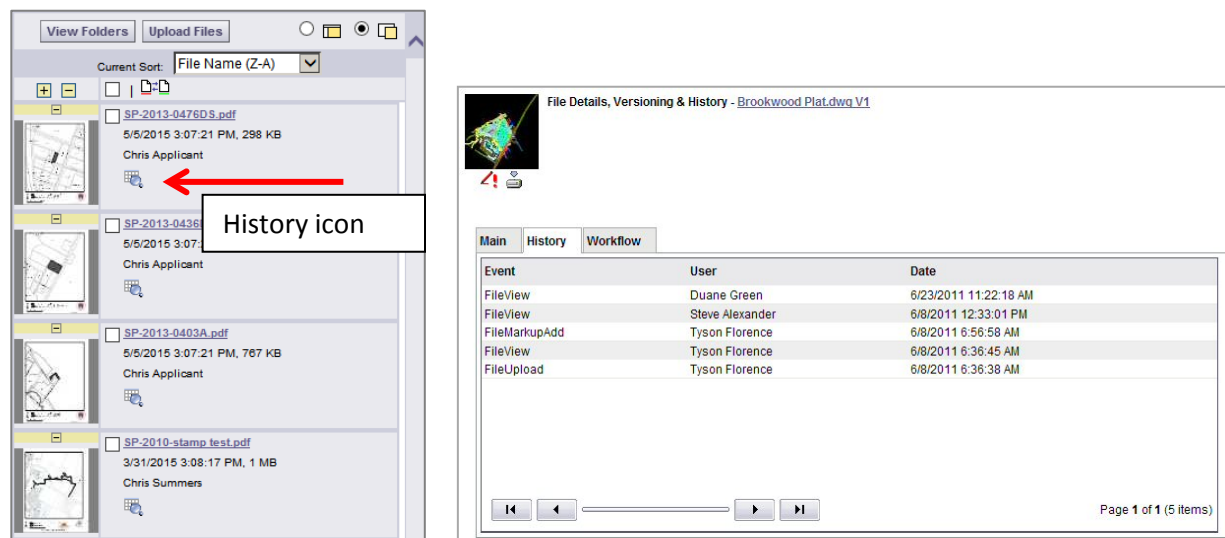 View Folders Upload Files
Current Sort: File Name (Z-A)
|
SP-2013-0476DS.pdf
5/5/2015 3:07:21 PM, 298 KB
Chris Applicant
History icon
SP-2013-0436
5/5/2015 3:07:
Chris Applicant
SP-2013-0403A.pdf
5/5/2015 3:07:21 PM, 767 KB
Chris Applicant
SP-2010-stamp test.pdf
3/31/2015 3:08:17 PM, 1 MB
Chris Summers
File Details, Versioning & History - Brookwood Plat.dwg V1
Main History Workflow
Event User Date
FileView Duane Green 6/23/2011 11:22:18 AM
FileView Steve Alexander 6/8/2011 12:33:01 PM
FileMarkupAdd Tyson Florence 6/8/2011 6:56:58 AM
FileView Tyson Florence 6/8/2011 6:36:45 AM
FileUpload Tyson Florence 6/8/2011 6:36:38 AM
Page 1 of 1 (5 items)